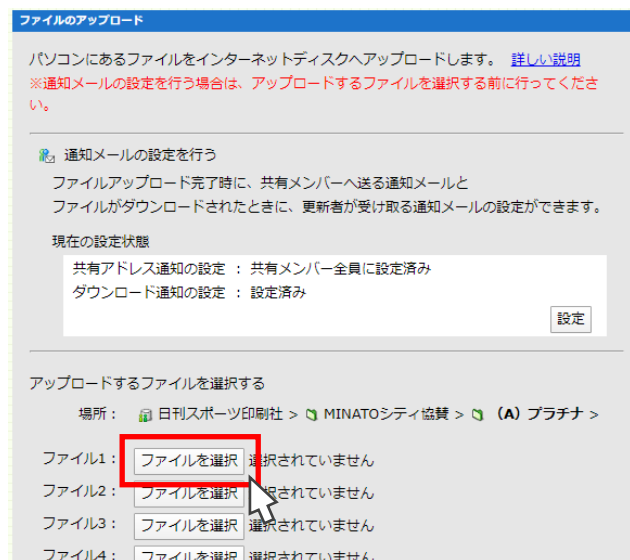 ファイルのアップロード
パソコンにあるファイルをインターネットディスクへアップロードします。 詳しい説明
※通知メールの設定を行う場合は、アップロードするファイルを選択する前に行ってくださ
い。
通知メールの設定を行う
ファイルアップロード完了時に、共有メンバーへ送る通知メールと
ファイルがダウンロードされたときに、更新者が受け取る通知メールの設定ができます。
現在の設定状態
共有アドレス通知の設定 : 共有メンバー全員に設定済み
ダウンロード通知の設定 : 設定済み
設定
アップロードするファイルを選択する
場所: 日刊スポーツ印刷社 > MINATOシティ協賛 > (A) プラチナ >
ファイル1: ファイルを選択 選択されていません
ファイル2: ファイルを選択 選択されていません
ファイル3: ファイルを選択 選択されていません
ファイル4: ファイルを選択 選択されていません